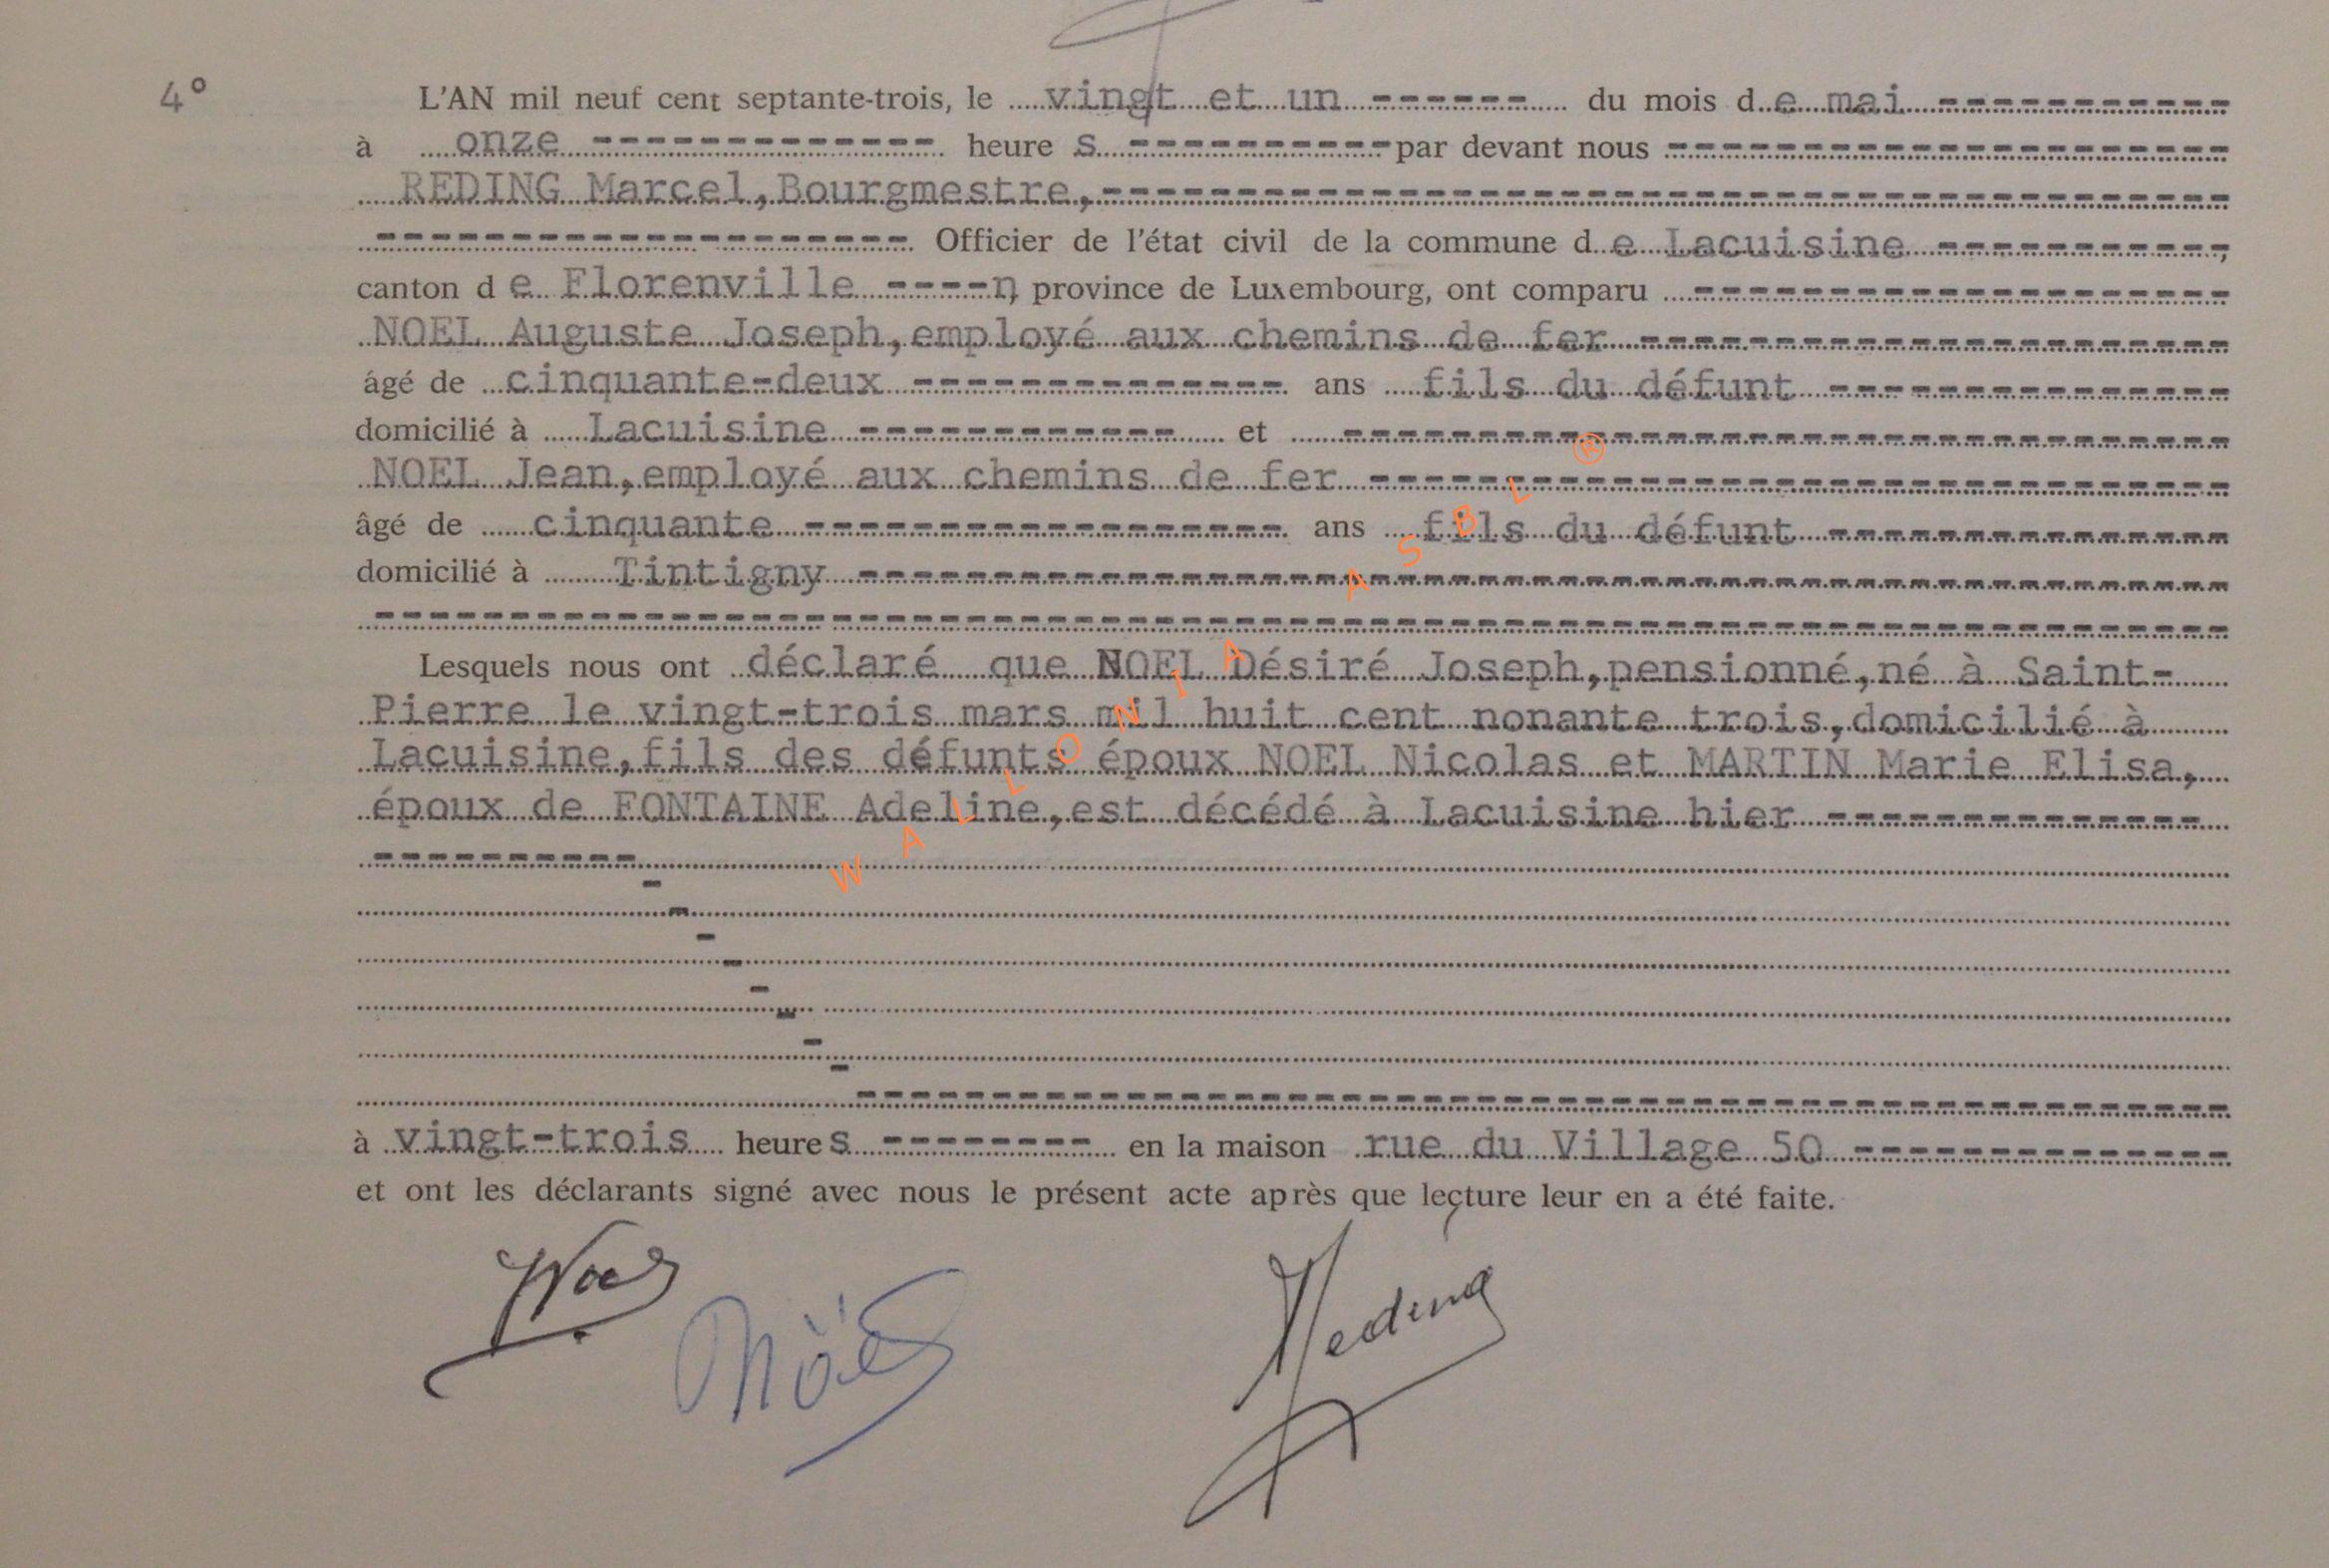 4° L'AN mil neuf cent septante-trois, le vingt et un ------ du mois de mai -----------
à onze ------------- heure s ---------- par devant nous ---------------------
REDING Marcel, Bourgmestre, ------------------------------------------
-------------------- Officier de l'état civil de la commune de Lacuisine -----------,
canton de Florenville ----, province de Luxembourg, ont comparu --------------------
NOEL Auguste Joseph, employé aux chemins de fer ----------------------
âgé de cinquante-deux -------------- ans fils du défunt ---------------
domicilié à Lacuisine ------------ et ---------------------------------
NOEL Jean, employé aux chemins de fer --------------------------------
âgé de cinquante ------------------ ans fils du défunt ---------------
domicilié à Tintigny ---------------------------------------------------
---------------------------------------------------------------------
Lesquels nous ont déclaré que NOEL Désiré Joseph, pensionné, né à Saint-
Pierre le vingt-trois mars mil huit cent nonante trois, domicilié à
Lacuisine, fils des défunts époux NOEL Nicolas et MARTIN Marie Elisa,
époux de FONTAINE Adeline, est décédé à Lacuisine hier --------------
----------
à vingt-trois heures -------- en la maison rue du Village 50 --------------
et ont les déclarants signé avec nous le présent acte après que lecture leur en a été faite.
Noel Noël Reding
WALLONIA ASBL ®